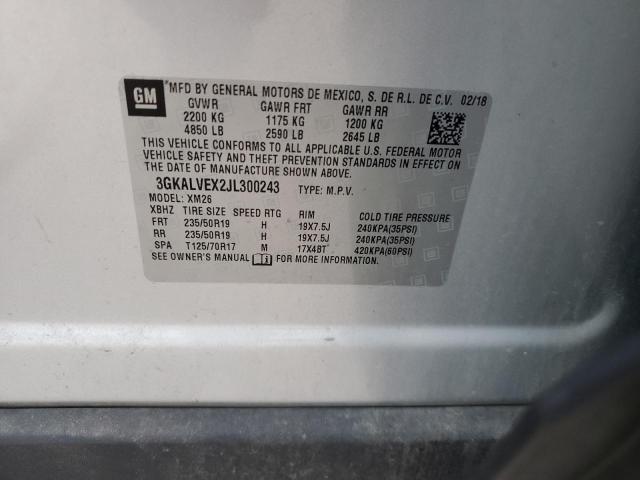 GM
*MFD BY GENERAL MOTORS DE MEXICO, S. DE R.L. DE C.V. 02/18
GVWR GAWR FRT GAWR RR
2200 KG 1175 KG 1200 KG
4850 LB 2590 LB 2645 LB
THIS VEHICLE CONFORMS TO ALL APPLICABLE U.S. FEDERAL MOTOR
VEHICLE SAFETY AND THEFT PREVENTION STANDARDS IN EFFECT ON
THE DATE OF MANUFACTURE SHOWN ABOVE.
3GKALVEX2JL300243 TYPE: M.P.V.
MODEL: XM26
XBHZ TIRE SIZE SPEED RTG RIM COLD TIRE PRESSURE
FRT 235/50R19 H 19X7.5J 240KPA(35PSI)
RR 235/50R19 H 19X7.5J 240KPA(35PSI)
SPA T125/70R17 M 17X4BT 420KPA(60PSI)
SEE OWNER'S MANUAL FOR MORE INFORMATION.